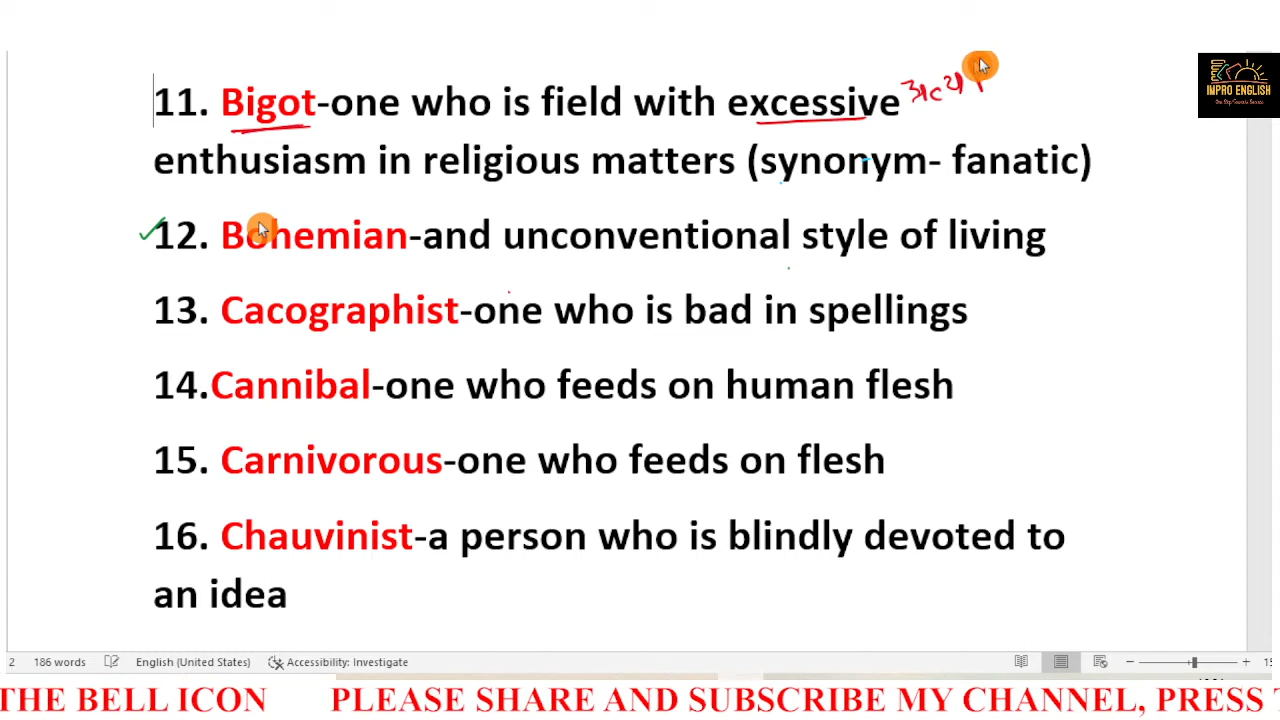 11. Bigot-one who is field with excessive
enthusiasm in religious matters (synonym- fanatic)
12. Bohemian-and unconventional style of living
13. Cacographist-one who is bad in spellings
14.Cannibal-one who feeds on human flesh
15. Carnivorous-one who feeds on flesh
16. Chauvinist-a person who is blindly devoted to
an idea
IMPRO ENGLISH
2 186 words English (United States) Accessibility: Investigate
THE BELL ICON PLEASE SHARE AND SUBSCRIBE MY CHANNEL, PRESS